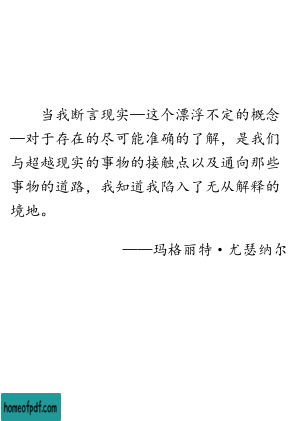 当我断言现实—这个漂浮不定的概念
—对于存在的尽可能准确的了解，是我们
与超越现实的事物的接触点以及通向那些
事物的道路，我知道我陷入了无从解释的
境地。
——玛格丽特·尤瑟纳尔
homeofpdf.com